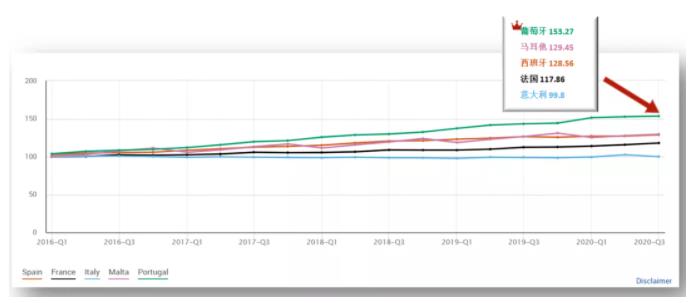 葡萄牙 153.27
马耳他 129.45
西班牙 128.56
法国 117.86
意大利 99.8
200
150
100
50
0
2016-Q1 2016-Q3 2017-Q1 2017-Q3 2018-Q1 2018-Q3 2019-Q1 2019-Q3 2020-Q1 2020-Q3
Spain France Italy Malta Portugal
Disclaimer